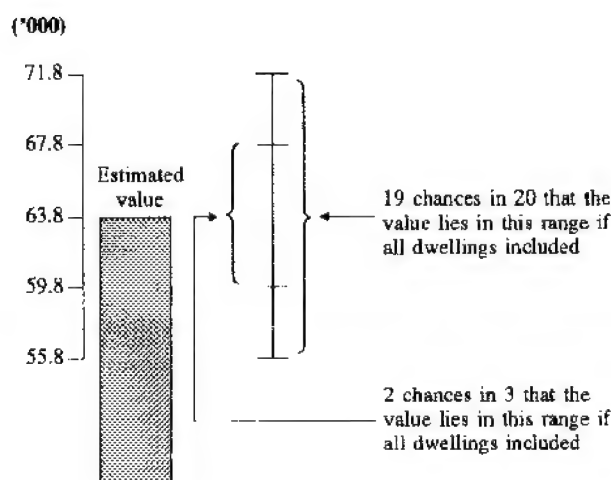 ('000)
71.8
67.8
Estimated
value
63.8
59.8
55.8
19 chances in 20 that the
value lies in this range if
all dwellings included
2 chances in 3 that the
value lies in this range if
all dwellings included